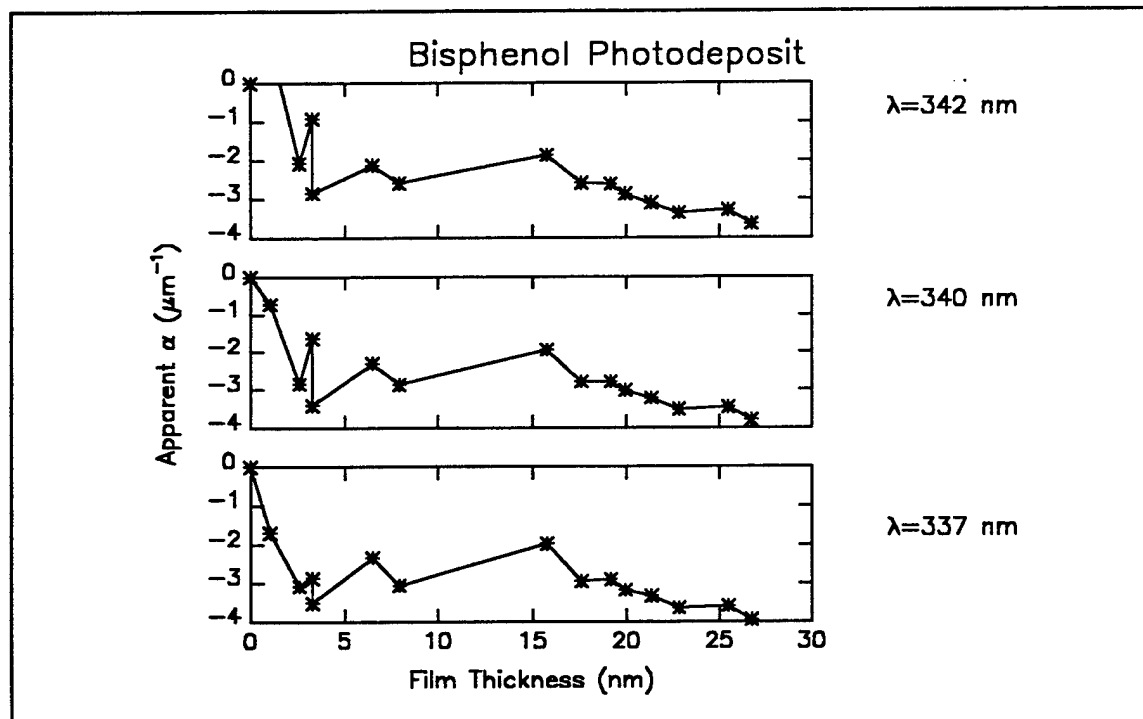 Bisphenol Photodeposit
0
−1
−2
−3
−4
λ=342 nm
0
−1
−2
−3
−4
λ=340 nm
Apparent α (μm⁻¹)
0
−1
−2
−3
−4
λ=337 nm
0 5 10 15 20 25 30
Film Thickness (nm)